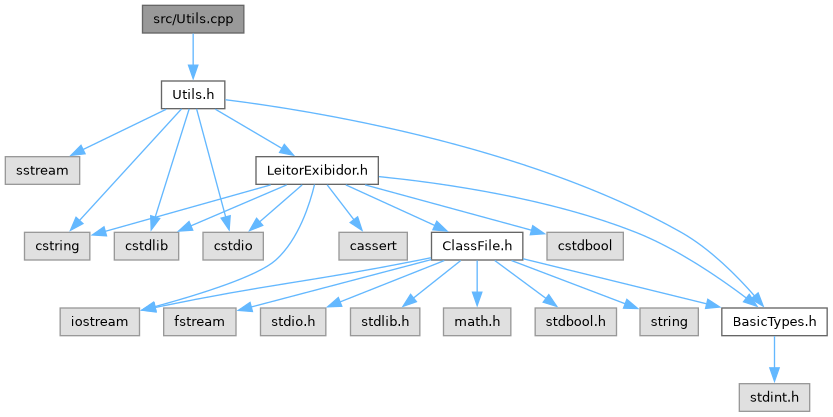 src/Utils.cpp
Utils.h
sstream
LeitorExibidor.h
cstring
cstdlib
cstdio
cassert
ClassFile.h
cstdbool
iostream
fstream
stdio.h
stdlib.h
math.h
stdbool.h
string
BasicTypes.h
stdint.h